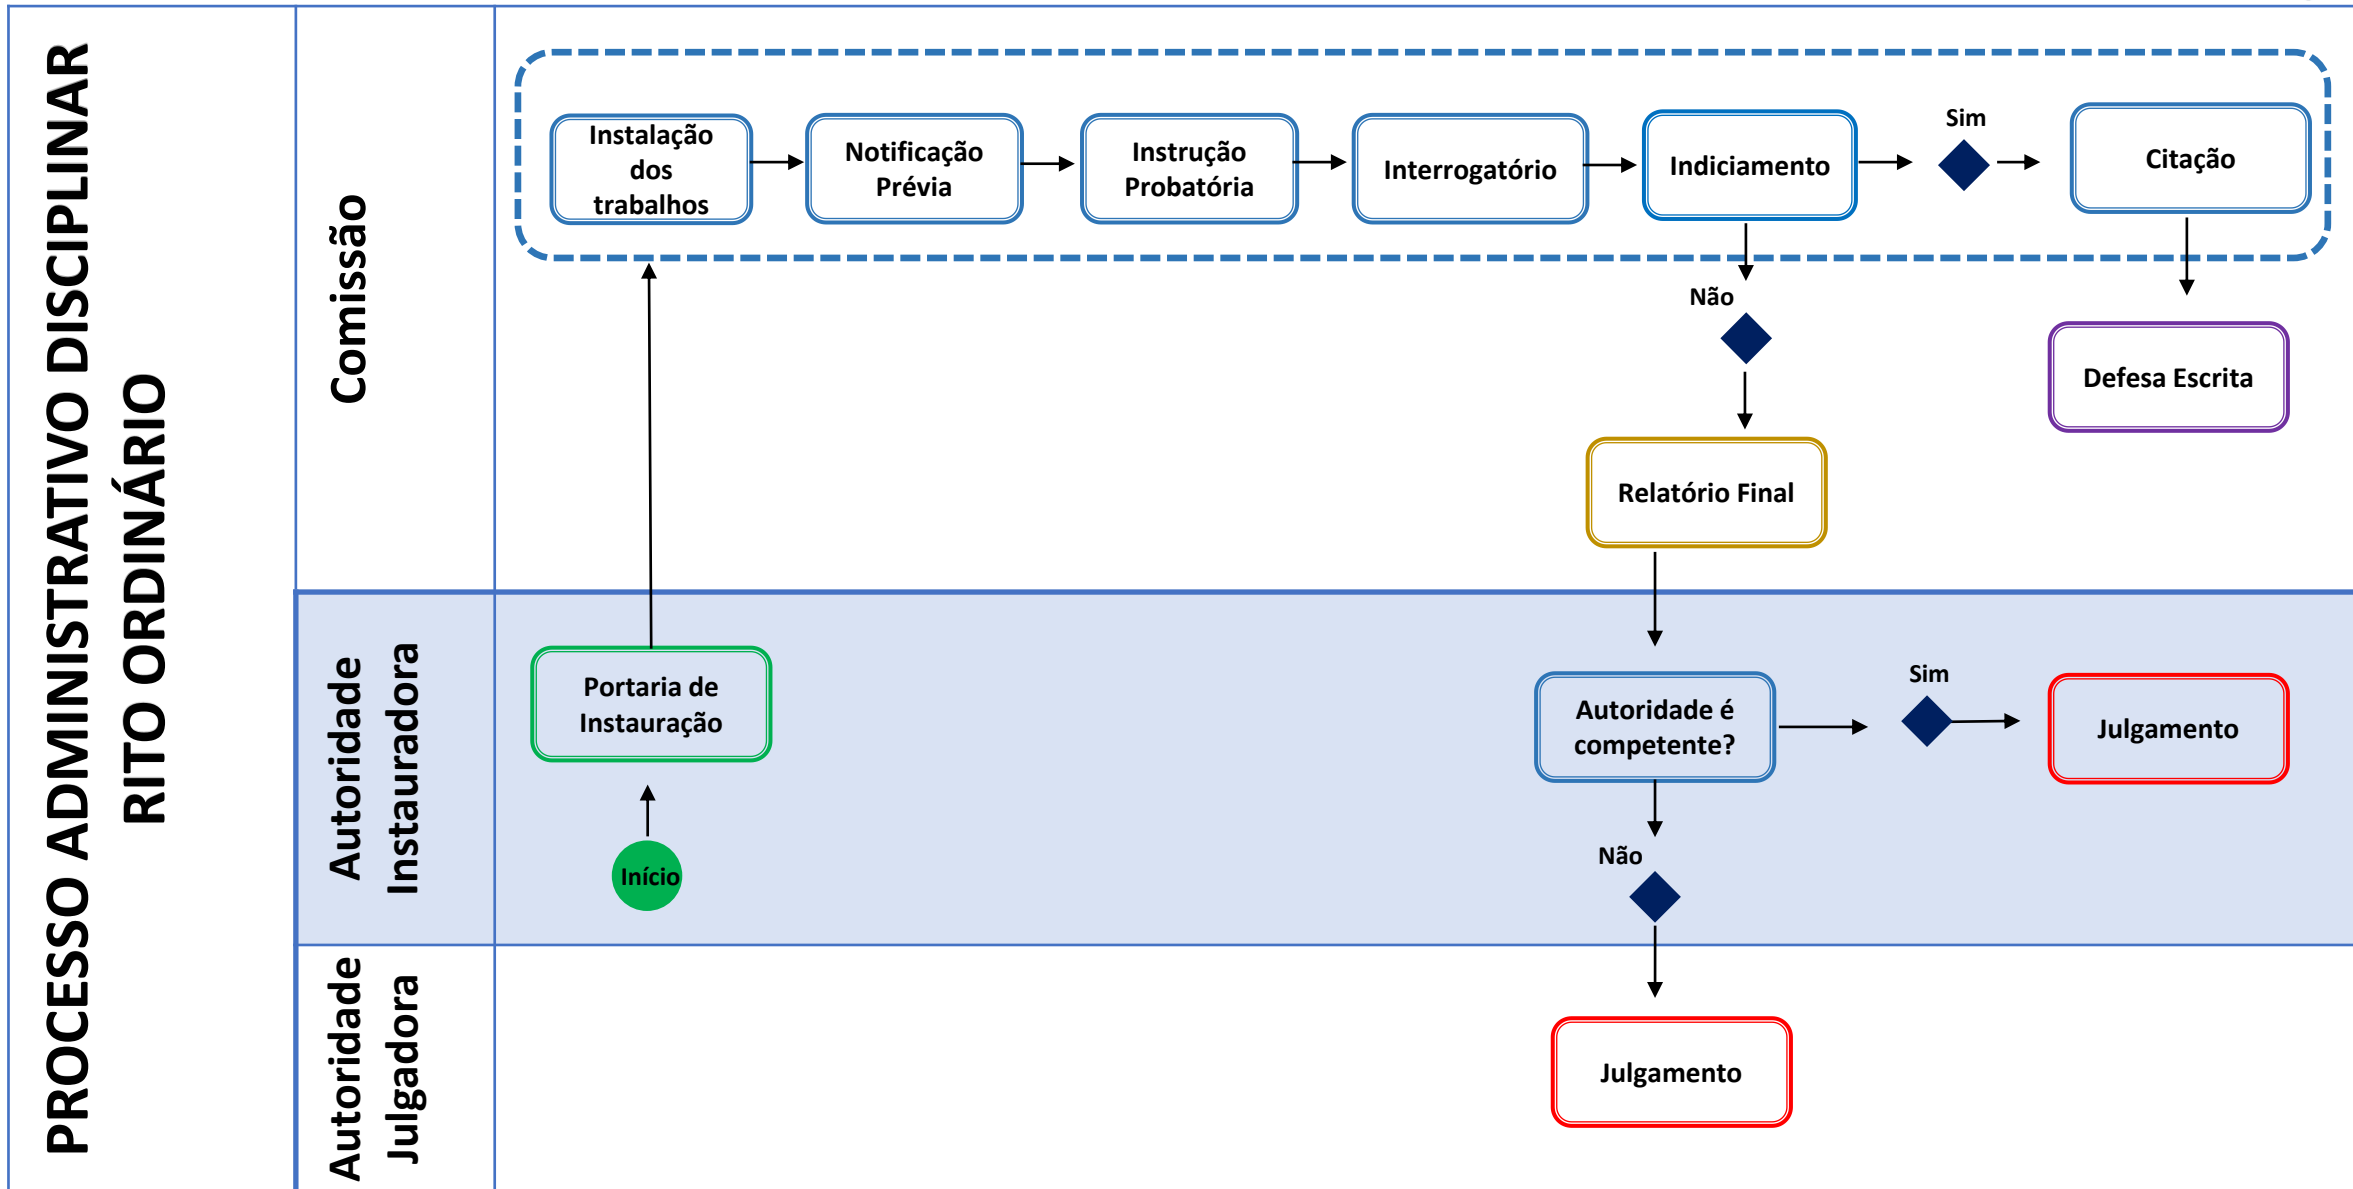 PROCESSO ADMINISTRATIVO DISCIPLINAR
RITO ORDINÁRIO
Comissão
Instalação
dos
trabalhos
Notificação
Prévia
Instrução
Probatória
Interrogatório
Indiciamento
Sim
Citação
Não
Defesa Escrita
Relatório Final
Autoridade
Instauradora
Portaria de
Instauração
Início
Autoridade é
competente?
Sim
Julgamento
Não
Autoridade
Julgadora
Julgamento